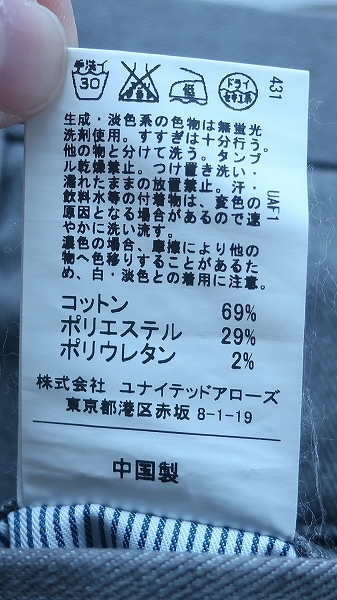 手洗イ
30
低
ドライ
セキユ系
431
生成・淡色系の色物は無蛍光
洗剤使用。すすぎは十分行う。
他の物と分けて洗う。タンブ
ル乾燥禁止。つけ置き洗い・
濡れたままの放置禁止。汗・
飲料水等の付着物は、変色の
原因となる場合があるので速
やかに洗い流す。
濃色の場合、摩擦により他の
物へ色移りすることがあるた
め、白・淡色との着用に注意。
UAF1
コットン 69%
ポリエステル 29%
ポリウレタン 2%
株式会社 ユナイテッドアローズ
東京都港区赤坂 8-1-19
中国製